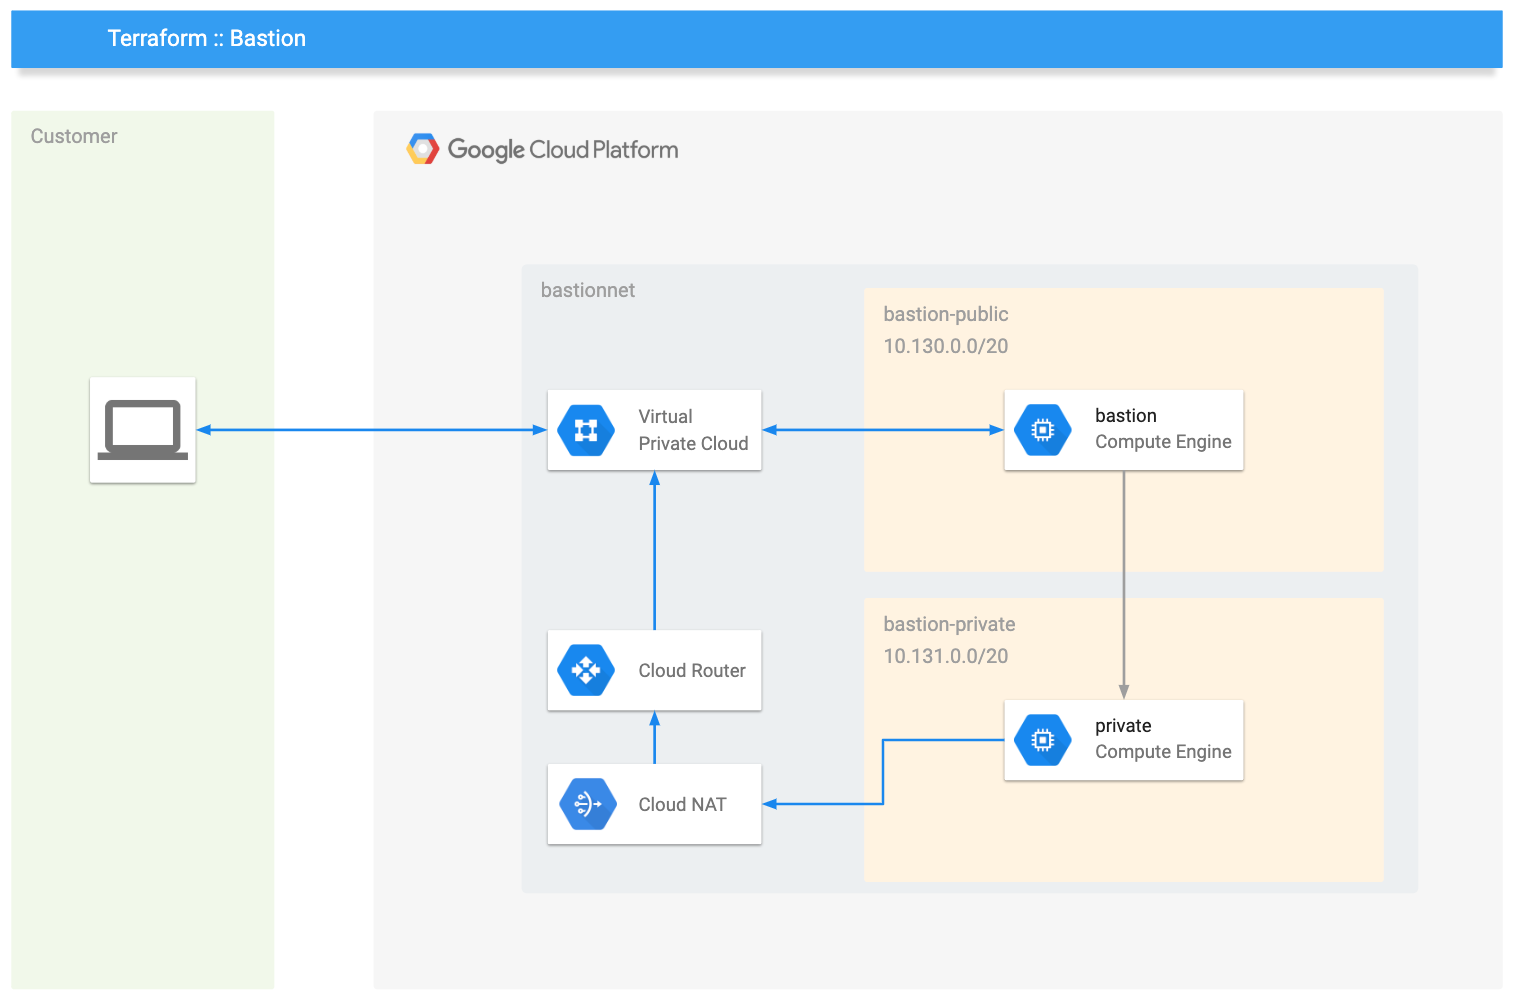 Terraform :: Bastion
Customer
Google Cloud Platform
bastionnet
bastion-public
10.130.0.0/20
Virtual
Private Cloud
bastion
Compute Engine
bastion-private
10.131.0.0/20
Cloud Router
private
Compute Engine
Cloud NAT